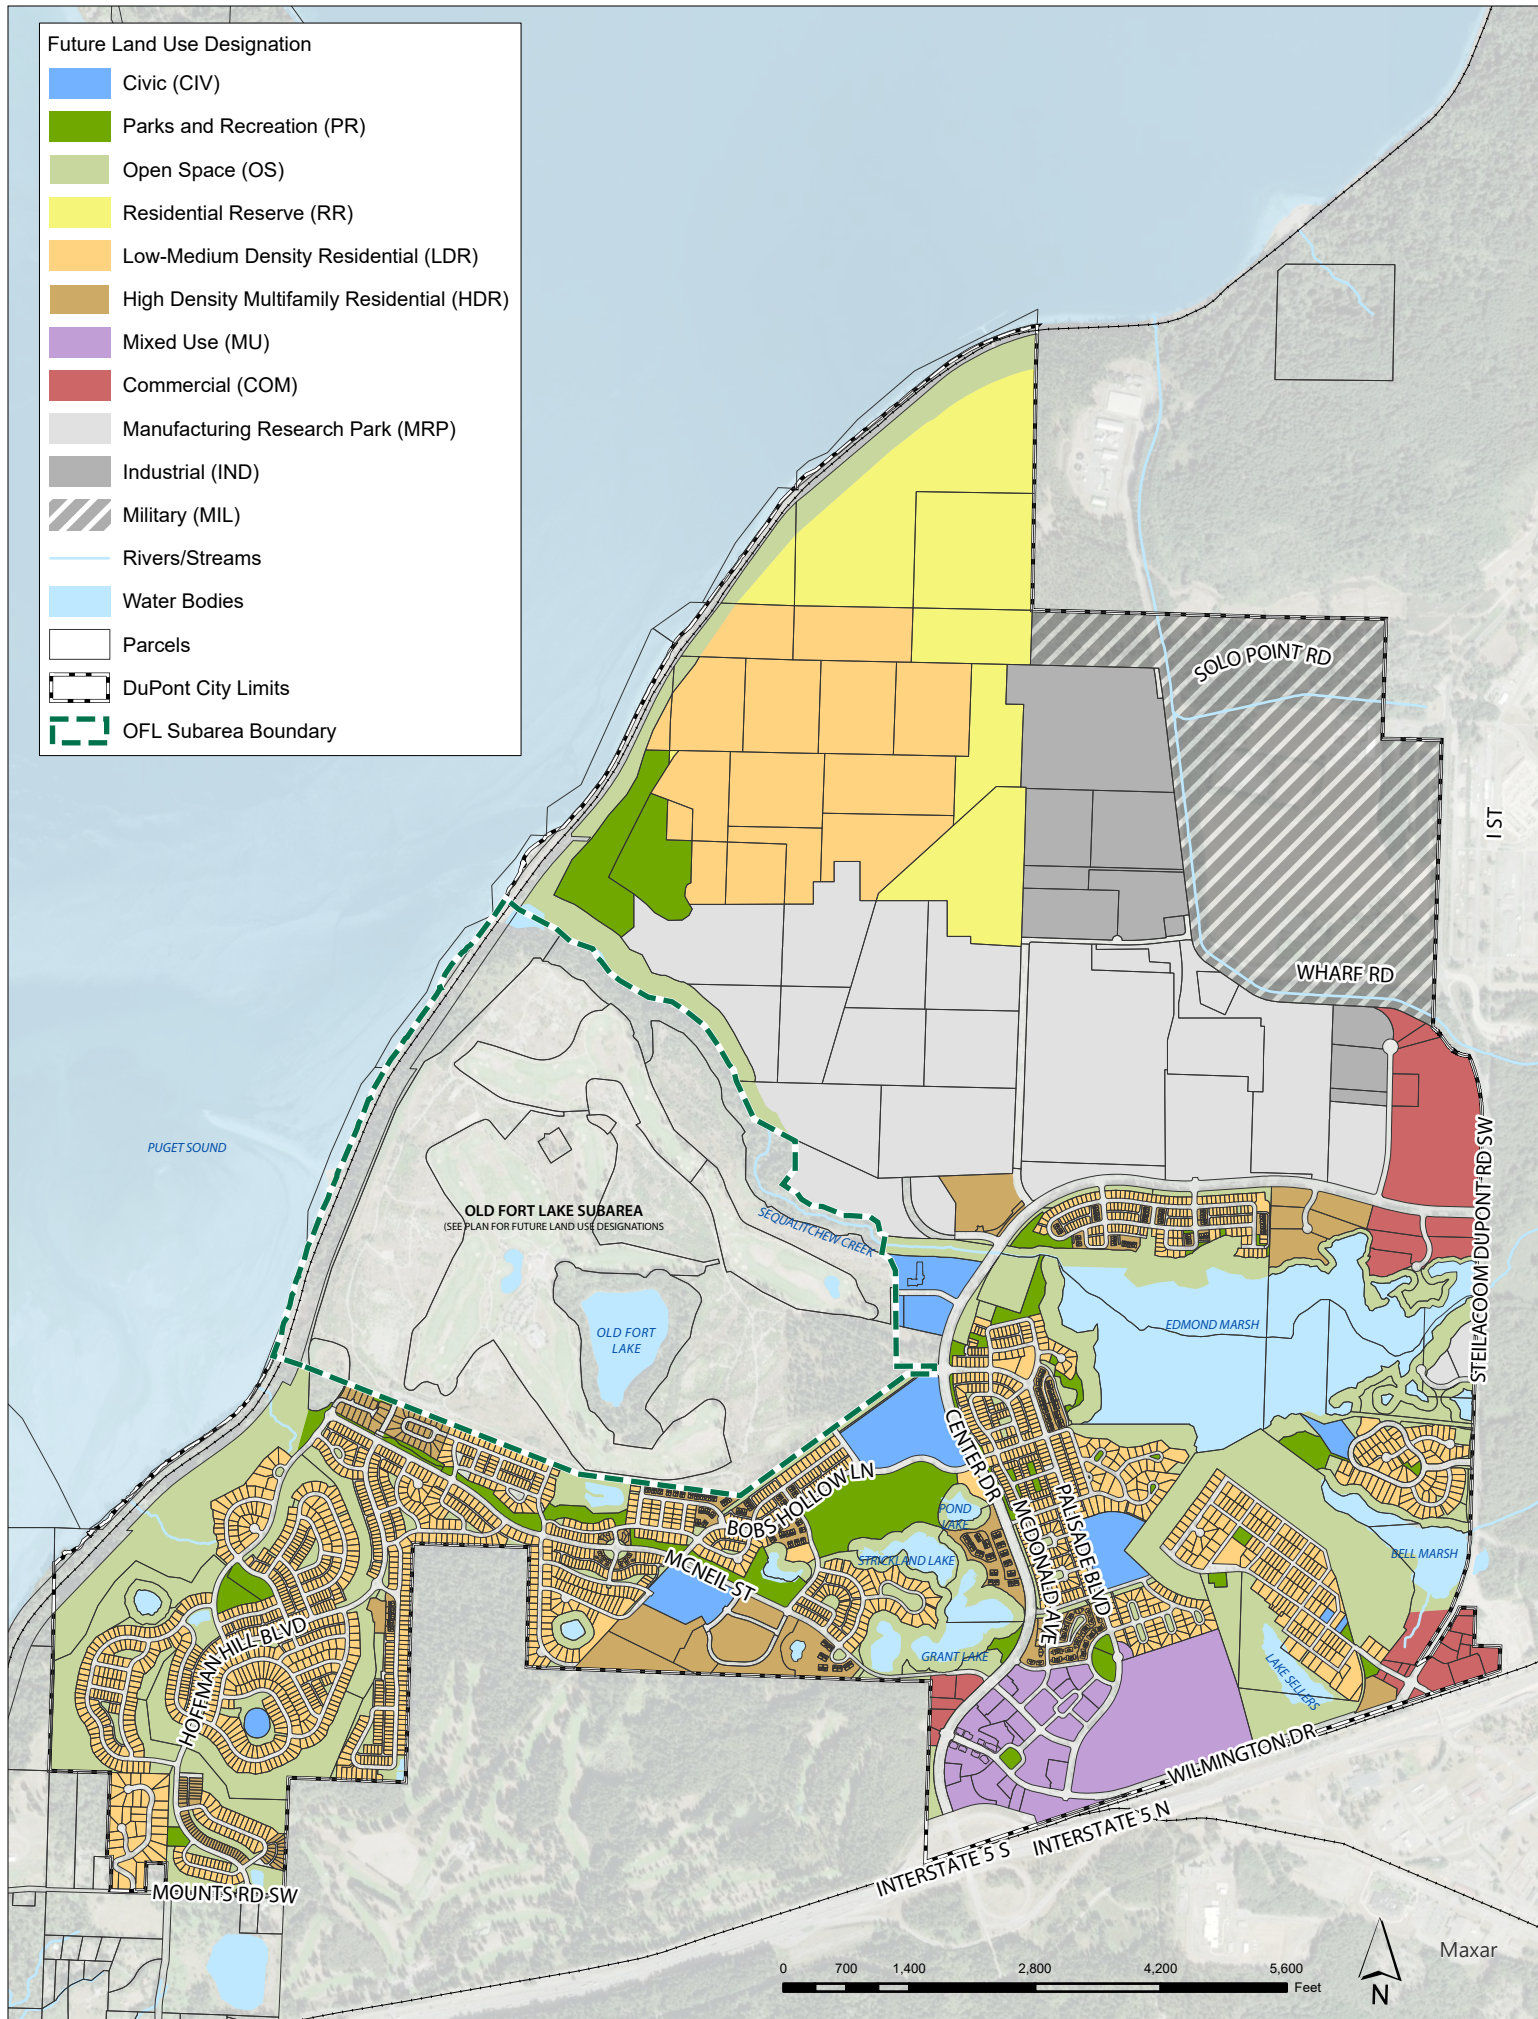 Future Land Use Designation
Civic (CIV)
Parks and Recreation (PR)
Open Space (OS)
Residential Reserve (RR)
Low-Medium Density Residential (LDR)
High Density Multifamily Residential (HDR)
Mixed Use (MU)
Commercial (COM)
Manufacturing Research Park (MRP)
Industrial (IND)
Military (MIL)
Rivers/Streams
Water Bodies
Parcels
DuPont City Limits
OFL Subarea Boundary
SOLO POINT RD
I ST
WHARF RD
PUGET SOUND
OLD FORT LAKE SUBAREA
(SEE PLAN FOR FUTURE LAND USE DESIGNATIONS
SEQUALITCHEW CREEK
STEILACOOM DUPONT RD SW
OLD FORT
LAKE
EDMOND MARSH
CENTER DR
BOBS HOLLOW LN
POND
LAKE
PALISADE BLVD
MCDONALD AVE
STRICKLAND LAKE
MCNEIL ST
BELL MARSH
HOFFMAN HILL BLVD
GRANT LAKE
LAKE SELLERS
WILMINGTON DR
INTERSTATE 5 N
INTERSTATE 5 S
MOUNTS RD SW
Maxar
0 700 1,400 2,800 4,200 5,600
Feet
N